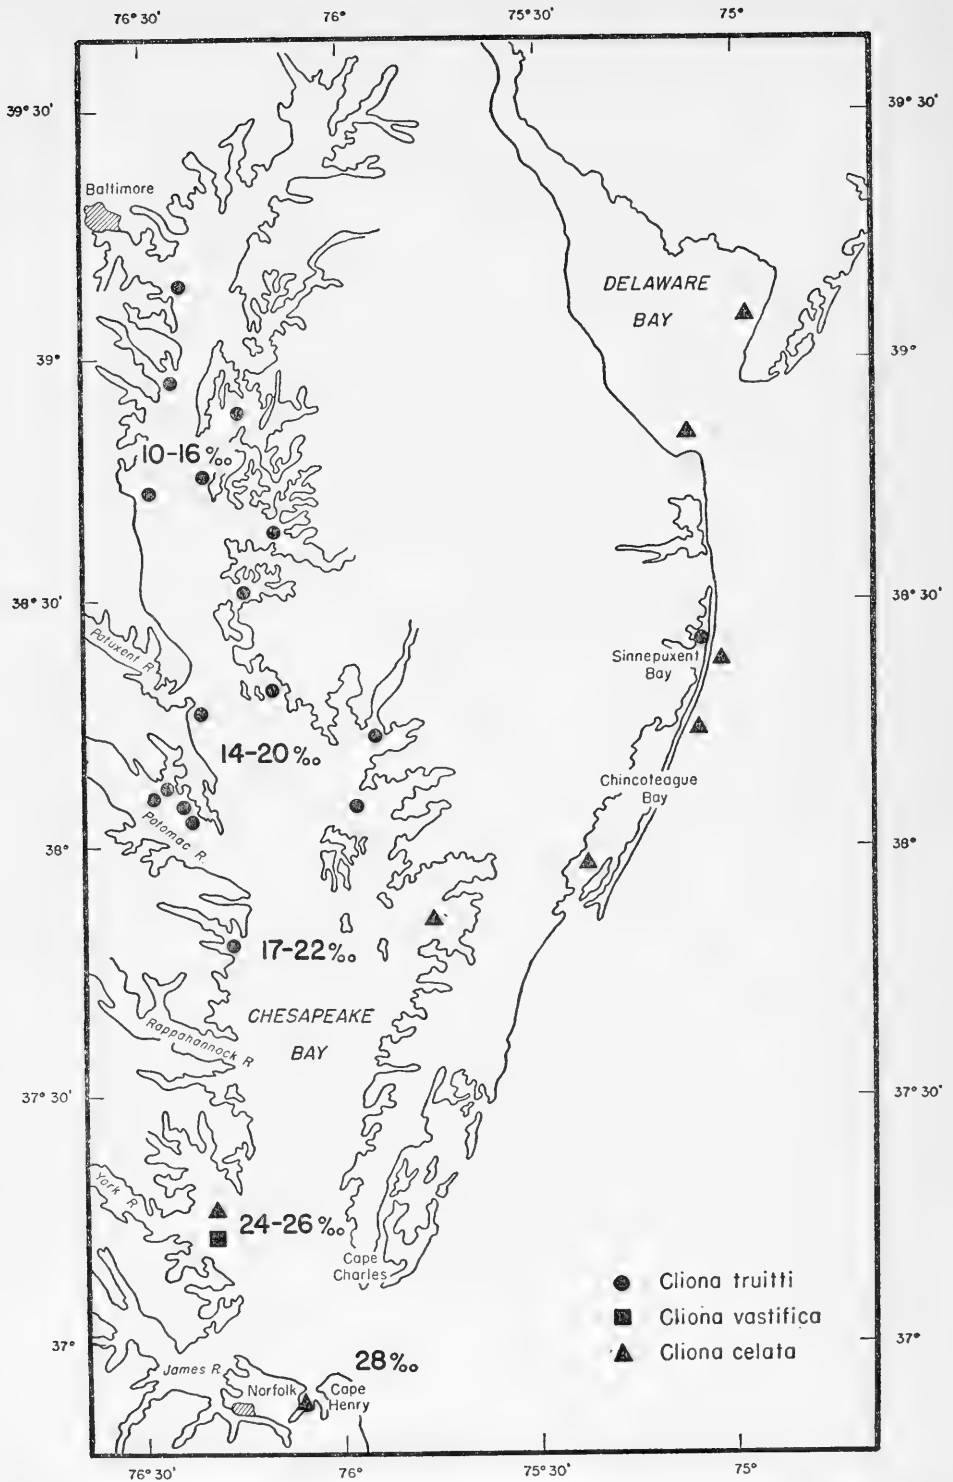 76° 30'
76°
75° 30'
75°
39° 30'
39° 30'
Baltimore
DELAWARE
BAY
39°
39°
10-16‰
38° 30'
38° 30'
Patuxent R.
Sinnepuxent
Bay
14-20‰
Chincoteague
Bay
Potomac R.
38°
38°
17-22‰
CHESAPEAKE
BAY
Rappahannock R
37° 30'
37° 30'
York R.
24-26‰
Cape
Charles
Cliona truitti
Cliona vastifica
Cliona celata
37°
37°
28‰
James R.
Norfolk
Cape
Henry
76° 30'
76°
75° 30'
75°